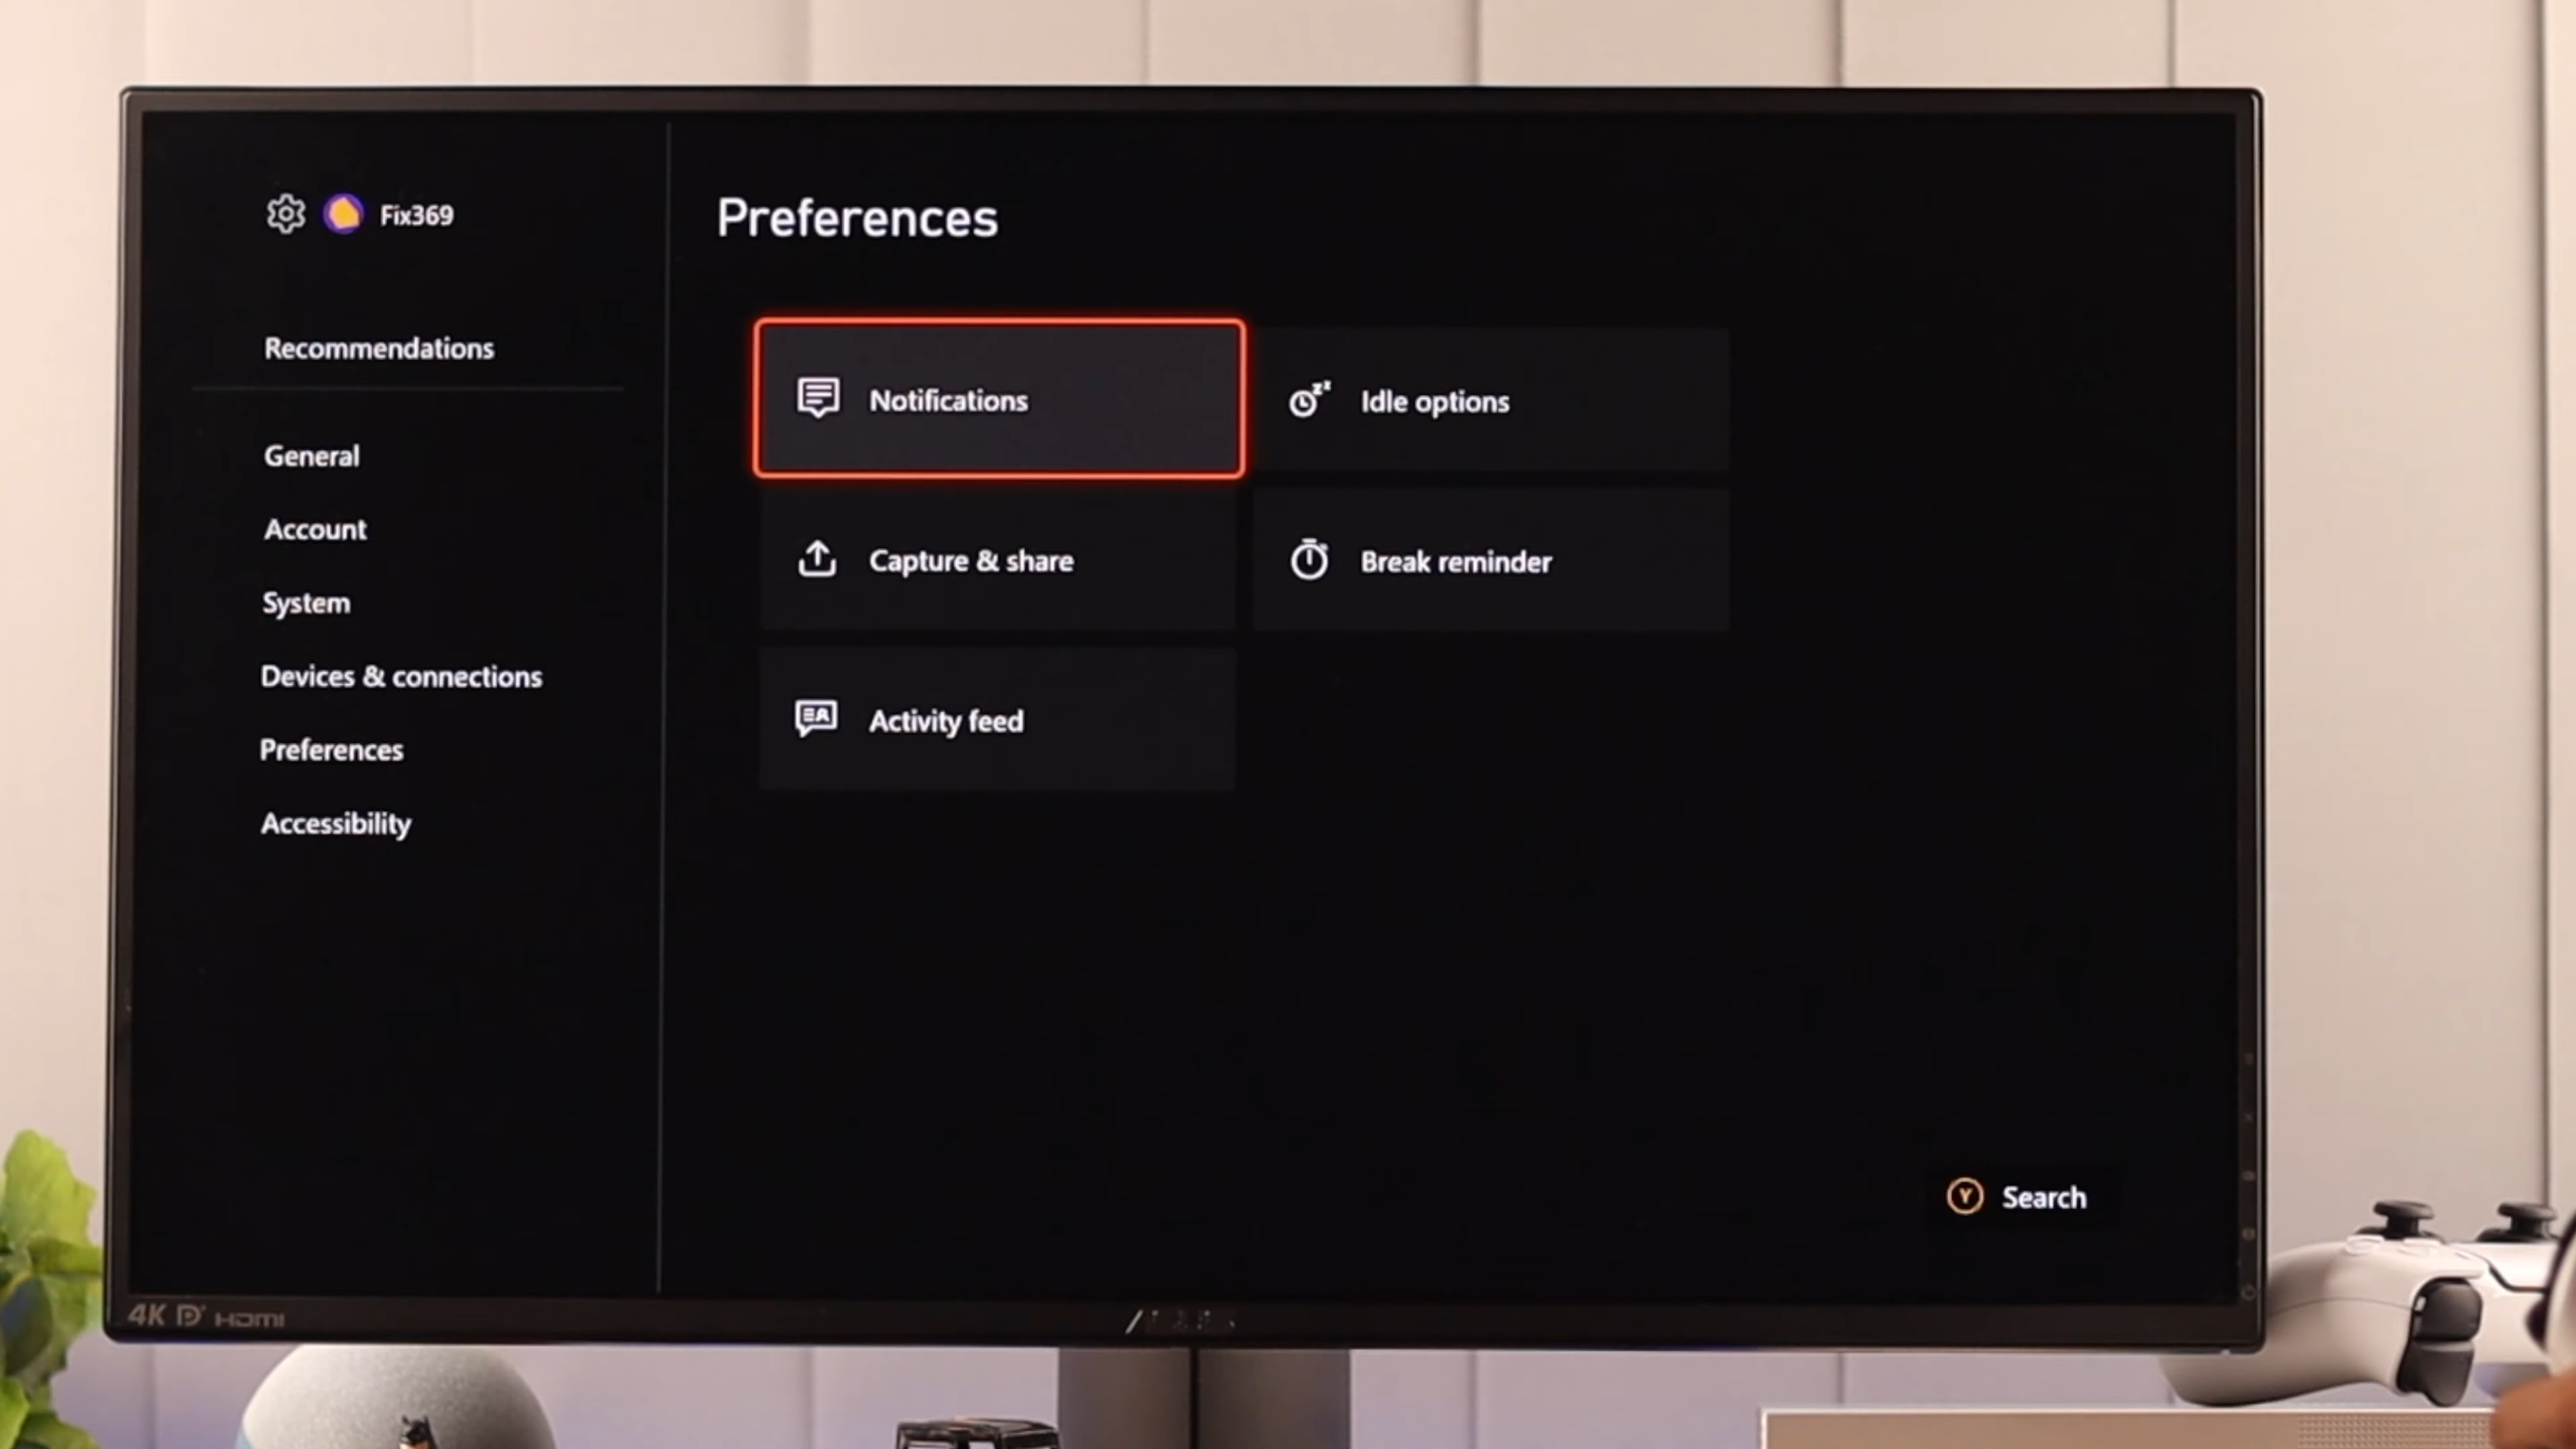 Fix369
Recommendations
General
Account
System
Devices & connections
Preferences
Accessibility
Preferences
Notifications
Idle options
Capture & share
Break reminder
Activity feed
Y Search
4K HDMI